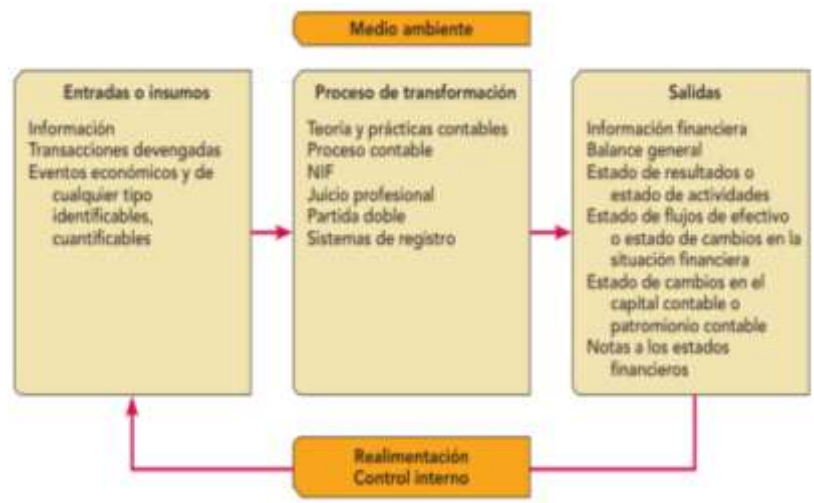 Medio ambiente
Entradas o insumos
Información
Transacciones devengadas
Eventos económicos y de
cualquier tipo
identificables,
cuantificables
Proceso de transformación
Teoría y prácticas contables
Proceso contable
NIF
Juicio profesional
Partida doble
Sistemas de registro
Salidas
Información financiera
Balance general
Estado de resultados o
estado de actividades
Estado de flujos de efectivo
o estado de cambios en la
situación financiera
Estado de cambios en el
capital contable o
patromionio contable
Notas a los estados
financieros
Realimentación
Control interno